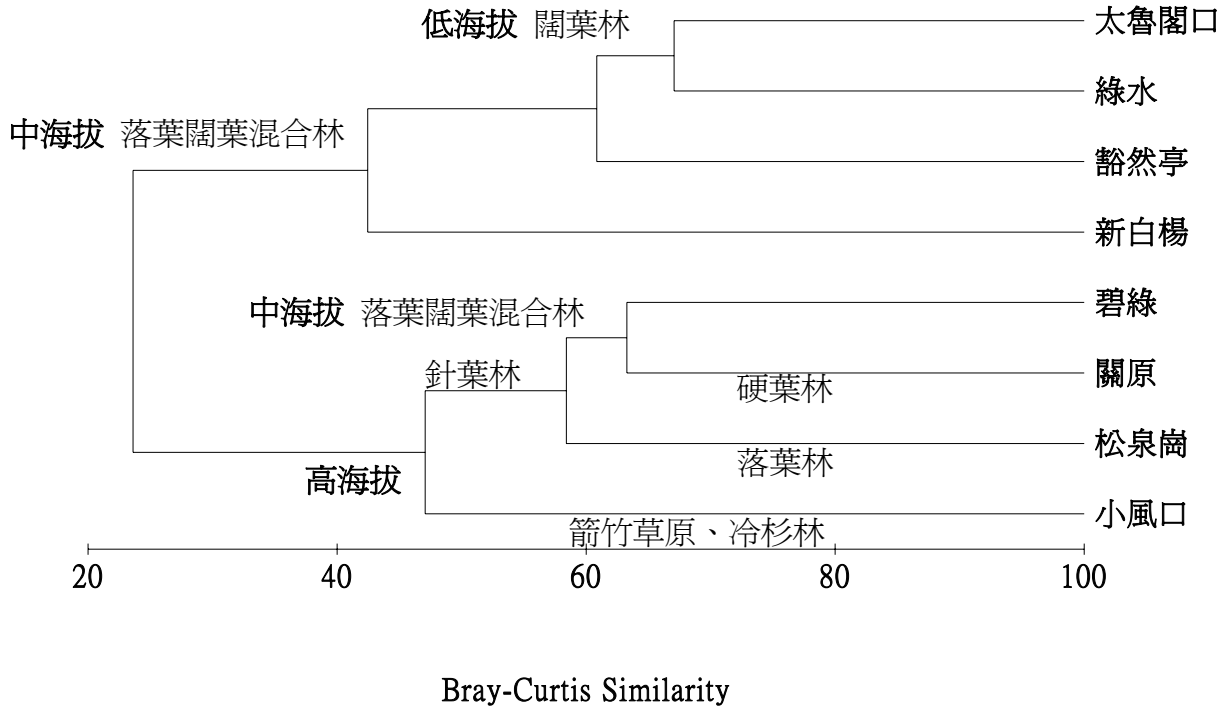 低海拔 闊葉林
太魯閣口
綠水
中海拔 落葉闊葉混合林
豁然亭
新白楊
中海拔 落葉闊葉混合林
碧綠
針葉林
硬葉林
關原
高海拔
落葉林
松泉崗
箭竹草原、冷杉林
小風口
20 40 60 80 100
Bray-Curtis Similarity